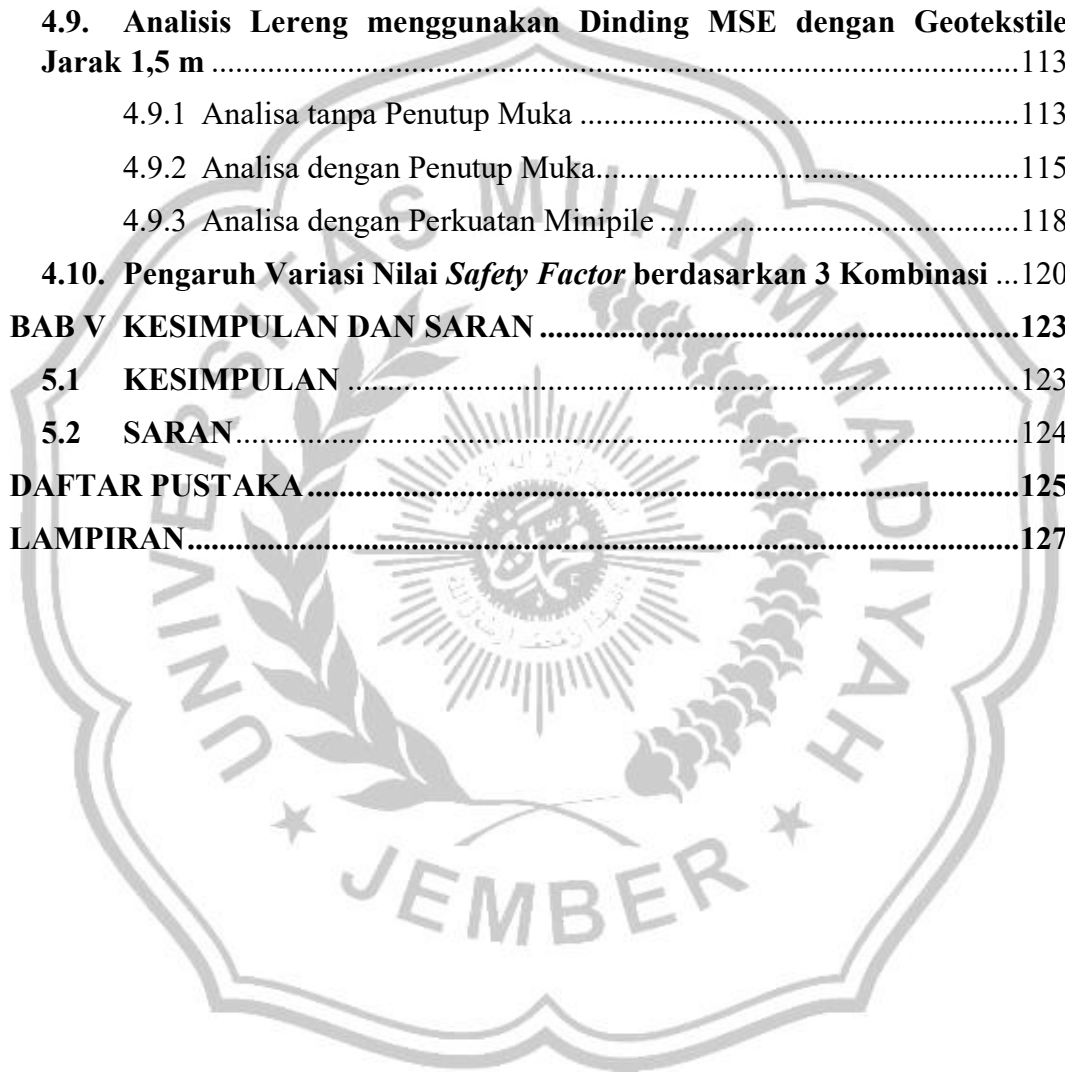 4.9. Analisis Lereng menggunakan Dinding MSE dengan Geotekstile
Jarak 1,5 m ........................................................................................................113
4.9.1 Analisa tanpa Penutup Muka .........................................................113
4.9.2 Analisa dengan Penutup Muka.......................................................115
4.9.3 Analisa dengan Perkuatan Minipile ..............................................118
4.10. Pengaruh Variasi Nilai Safety Factor berdasarkan 3 Kombinasi ...120
BAB V KESIMPULAN DAN SARAN .............................................................123
5.1 KESIMPULAN ......................................................................................123
5.2 SARAN....................................................................................................124
DAFTAR PUSTAKA...........................................................................................125
LAMPIRAN..........................................................................................................127
UNIVERSITAS MUHAMMADIYAH
JEMBER